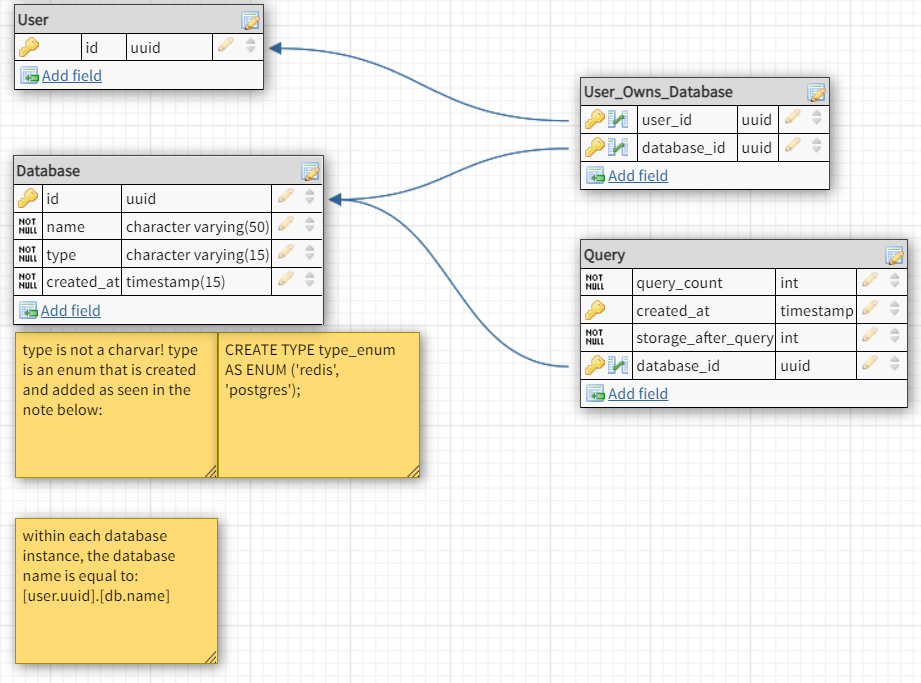 User
id uuid
Add field
User_Owns_Database
user_id uuid
database_id uuid
Add field
Database
id uuid
NOT NULL name character varying(50)
NOT NULL type character varying(15)
NOT NULL created_at timestamp(15)
Add field
Query
NOT NULL query_count int
created_at timestamp
NOT NULL storage_after_query int
database_id uuid
Add field
type is not a charvar! type
is an enum that is created
and added as seen in the
note below:
CREATE TYPE type_enum
AS ENUM ('redis',
'postgres');
within each database
instance, the database
name is equal to:
[user.uuid].[db.name]